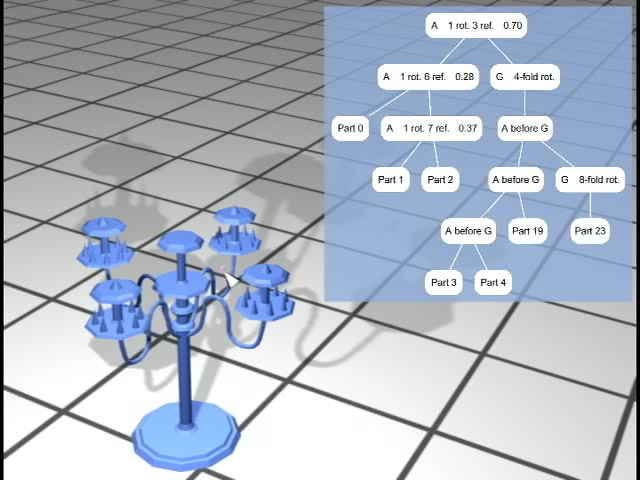 A 1 rot. 3 ref. 0.70
A 1 rot. 6 ref. 0.28
G 4-fold rot.
Part 0
A 1 rot. 7 ref. 0.37
A before G
Part 1
Part 2
A before G
G 8-fold rot.
A before G
Part 19
Part 23
Part 3
Part 4